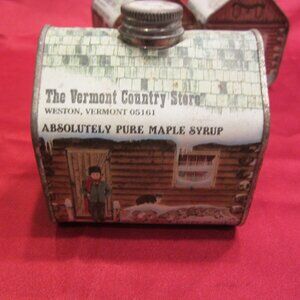 The Vermont Country Store
WESTON, VERMONT 05161
ABSOLUTELY PURE MAPLE SYRUP